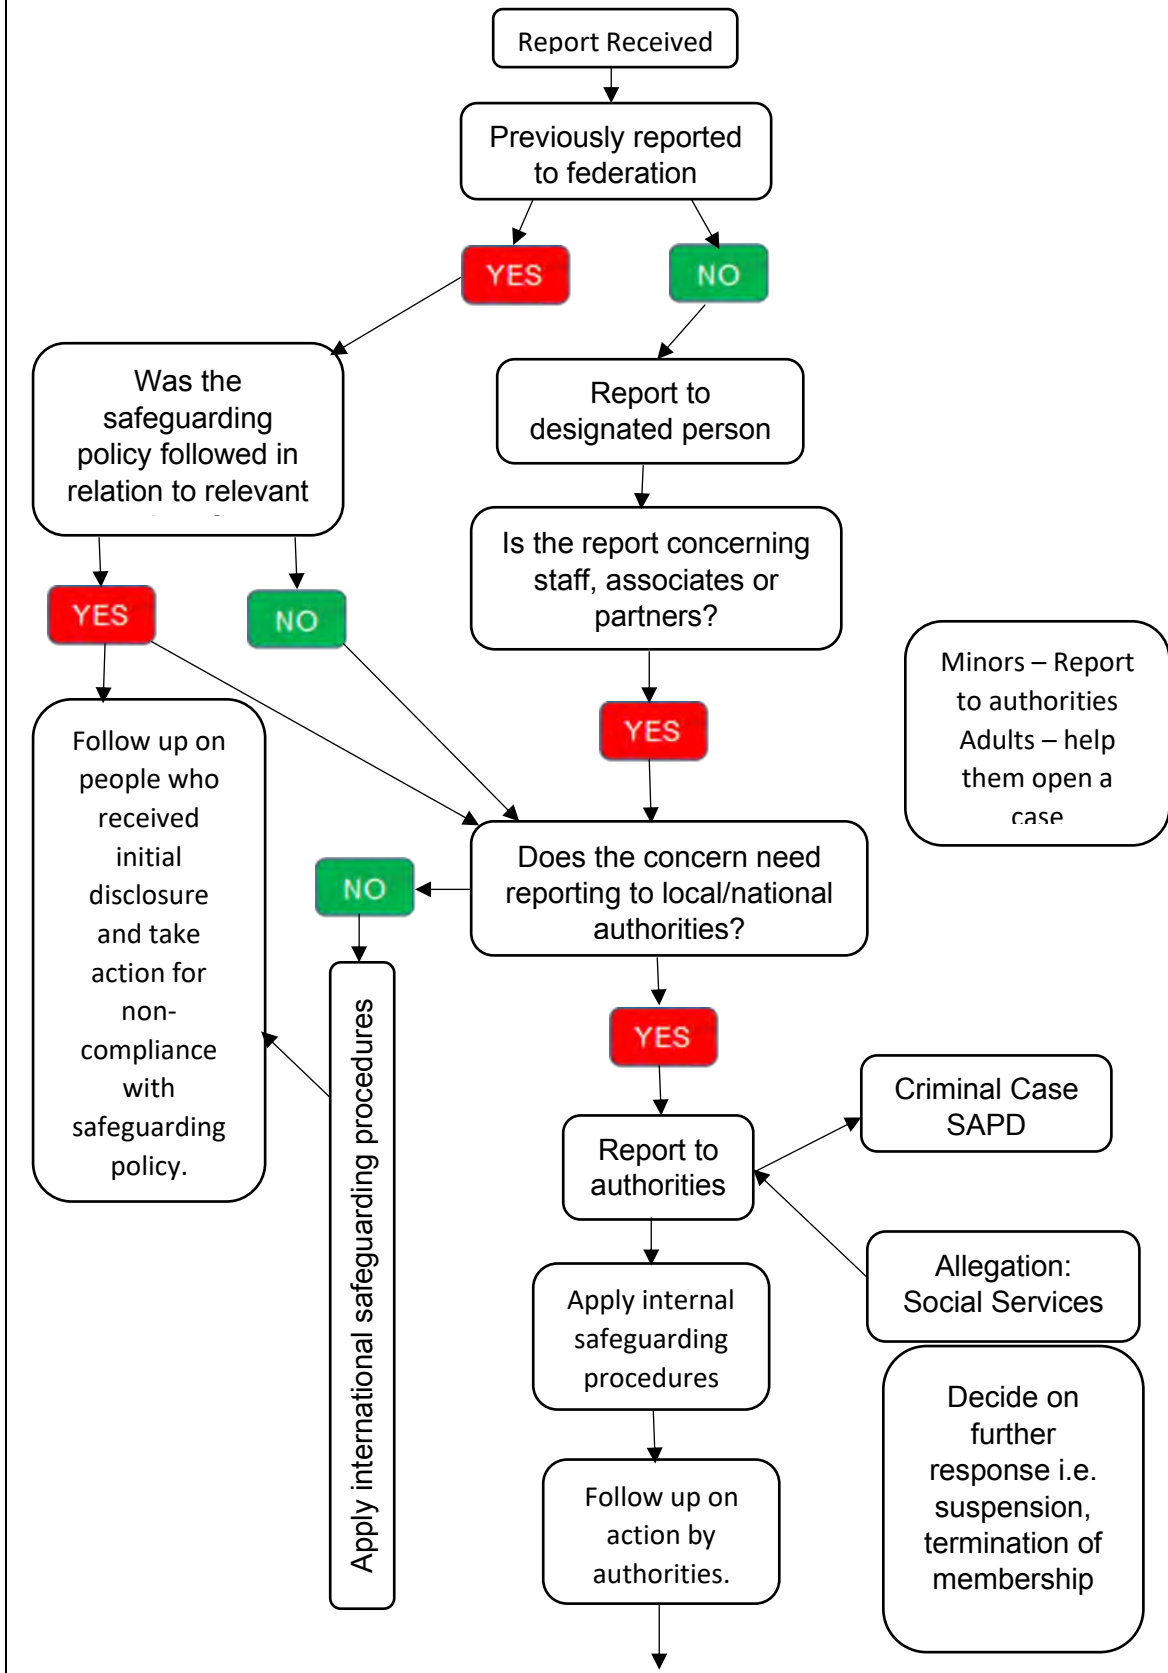 Report Received
Previously reported
to federation
YES
NO
Was the
safeguarding
policy followed in
relation to relevant
Report to
designated person
Is the report concerning
staff, associates or
partners?
YES
NO
YES
Minors – Report
to authorities
Adults – help
them open a
case
Follow up on
people who
received
initial
disclosure
and take
action for
non-
compliance
with
safeguarding
policy.
Does the concern need
reporting to local/national
authorities?
NO
Apply international safeguarding procedures
YES
Report to
authorities
Criminal Case
SAPD
Allegation:
Social Services
Apply internal
safeguarding
procedures
Decide on
further
response i.e.
suspension,
termination of
membership
Follow up on
action by
authorities.